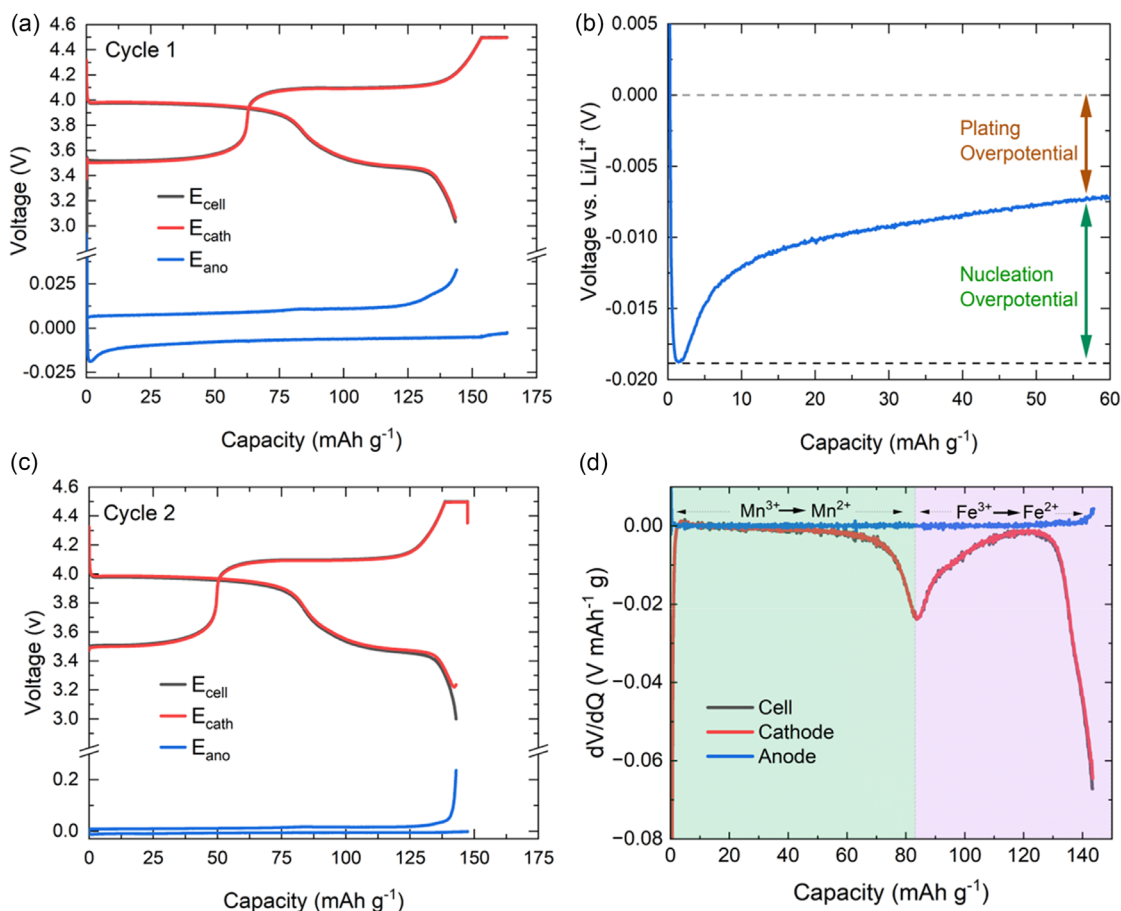 (a)
Cycle 1
4.6
4.4
4.2
4.0
3.8
3.6
3.4
3.2
3.0
0.025
0.000
-0.025
Voltage (V)
E_cell
E_cath
E_ano
0 25 50 75 100 125 150 175
Capacity (mAh g⁻¹)
(b)
0.005
0.000
-0.005
-0.010
-0.015
-0.020
Voltage vs. Li/Li⁺ (V)
Plating
Overpotential
Nucleation
Overpotential
0 10 20 30 40 50 60
Capacity (mAh g⁻¹)
(c)
Cycle 2
4.6
4.4
4.2
4.0
3.8
3.6
3.4
3.2
3.0
0.2
0.0
Voltage (v)
E_cell
E_cath
E_ano
0 25 50 75 100 125 150 175
Capacity (mAh g⁻¹)
(d)
Mn³⁺ → Mn²⁺
Fe³⁺ → Fe²⁺
0.00
−0.02
−0.04
−0.06
−0.08
dV/dQ (V mAh⁻¹ g)
Cell
Cathode
Anode
0 20 40 60 80 100 120 140
Capacity (mAh g⁻¹)